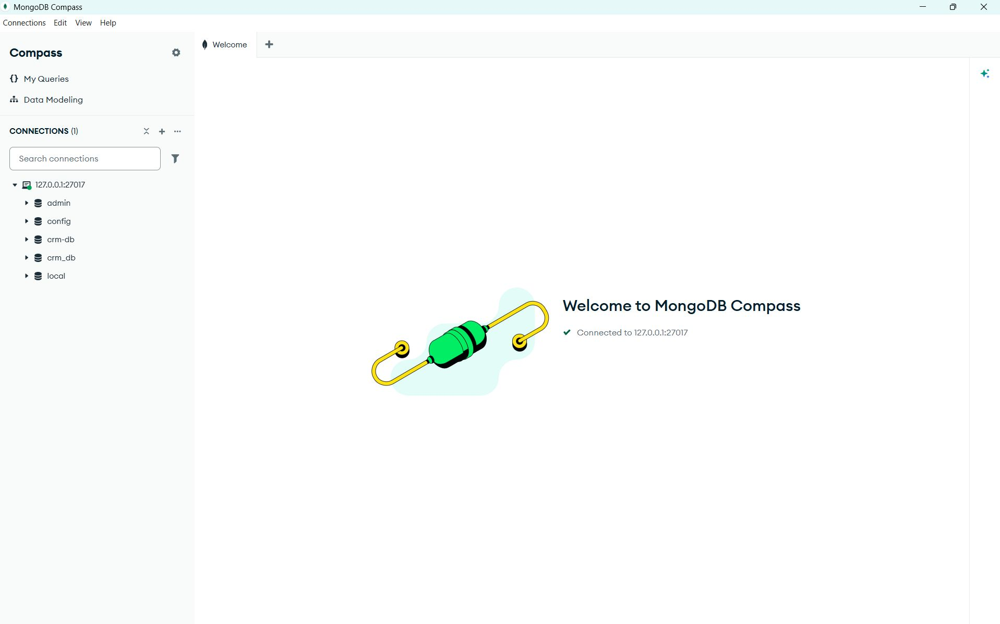 MongoDB Compass
Connections Edit View Help
Compass
My Queries
Data Modeling
CONNECTIONS (1)
Search connections
127.0.0.1:27017
admin
config
crm-db
crm_db
local
Welcome
Welcome to MongoDB Compass
Connected to 127.0.0.1:27017